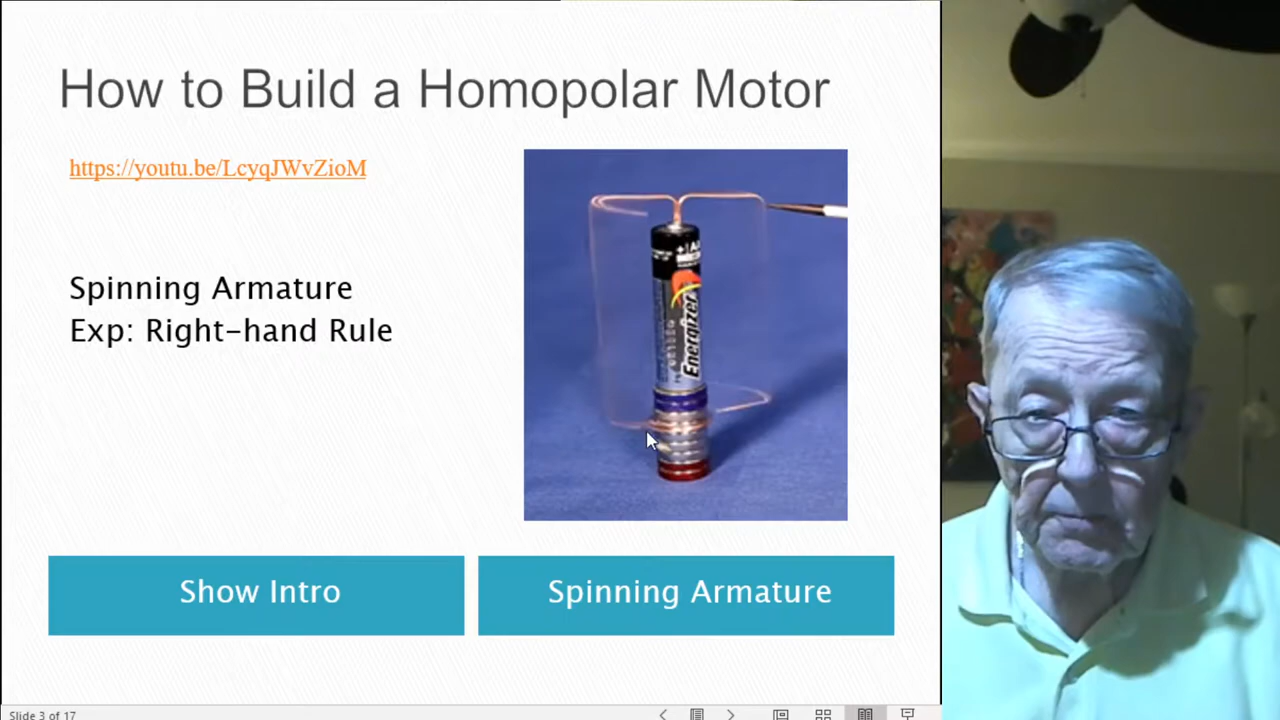 How to Build a Homopolar Motor
https://youtu.be/LcyqJWvZioM
Spinning Armature
Exp: Right-hand Rule
Energizer
Show Intro
Spinning Armature
Slide 3 of 17